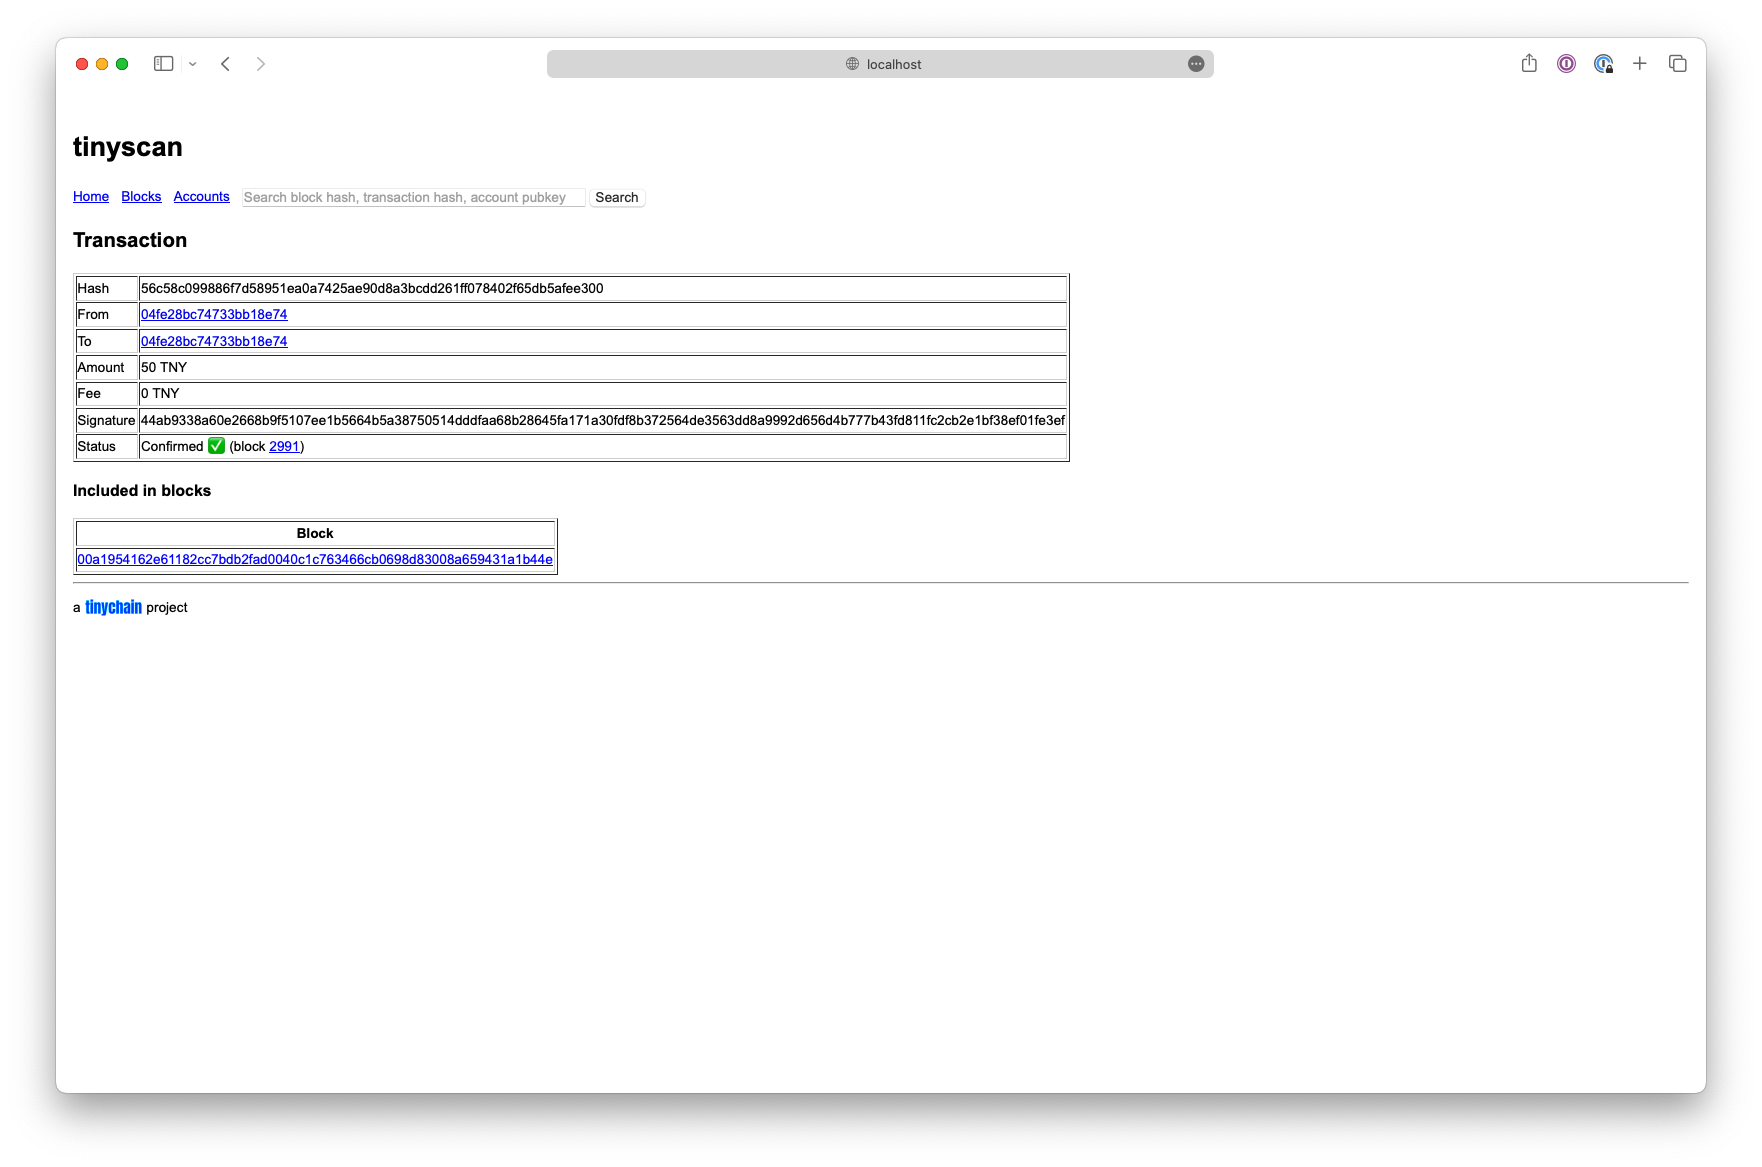 localhost
tinyscan
Home Blocks Accounts Search block hash, transaction hash, account pubkey Search
Transaction
Hash 56c58c099886f7d58951ea0a7425ae90d8a3bcdd261ff078402f65db5afee300
From 04fe28bc74733bb18e74
To 04fe28bc74733bb18e74
Amount 50 TNY
Fee 0 TNY
Signature 44ab9338a60e2668b9f5107ee1b5664b5a38750514dddfaa68b28645fa171a30fdf8b372564de3563dd8a9992d656d4b777b43fd811fc2cb2e1bf38ef01fe3ef
Status Confirmed ✅ (block 2991)
Included in blocks
Block
00a1954162e61182cc7bdb2fad0040c1c763466cb0698d83008a659431a1b44e
a tinychain project